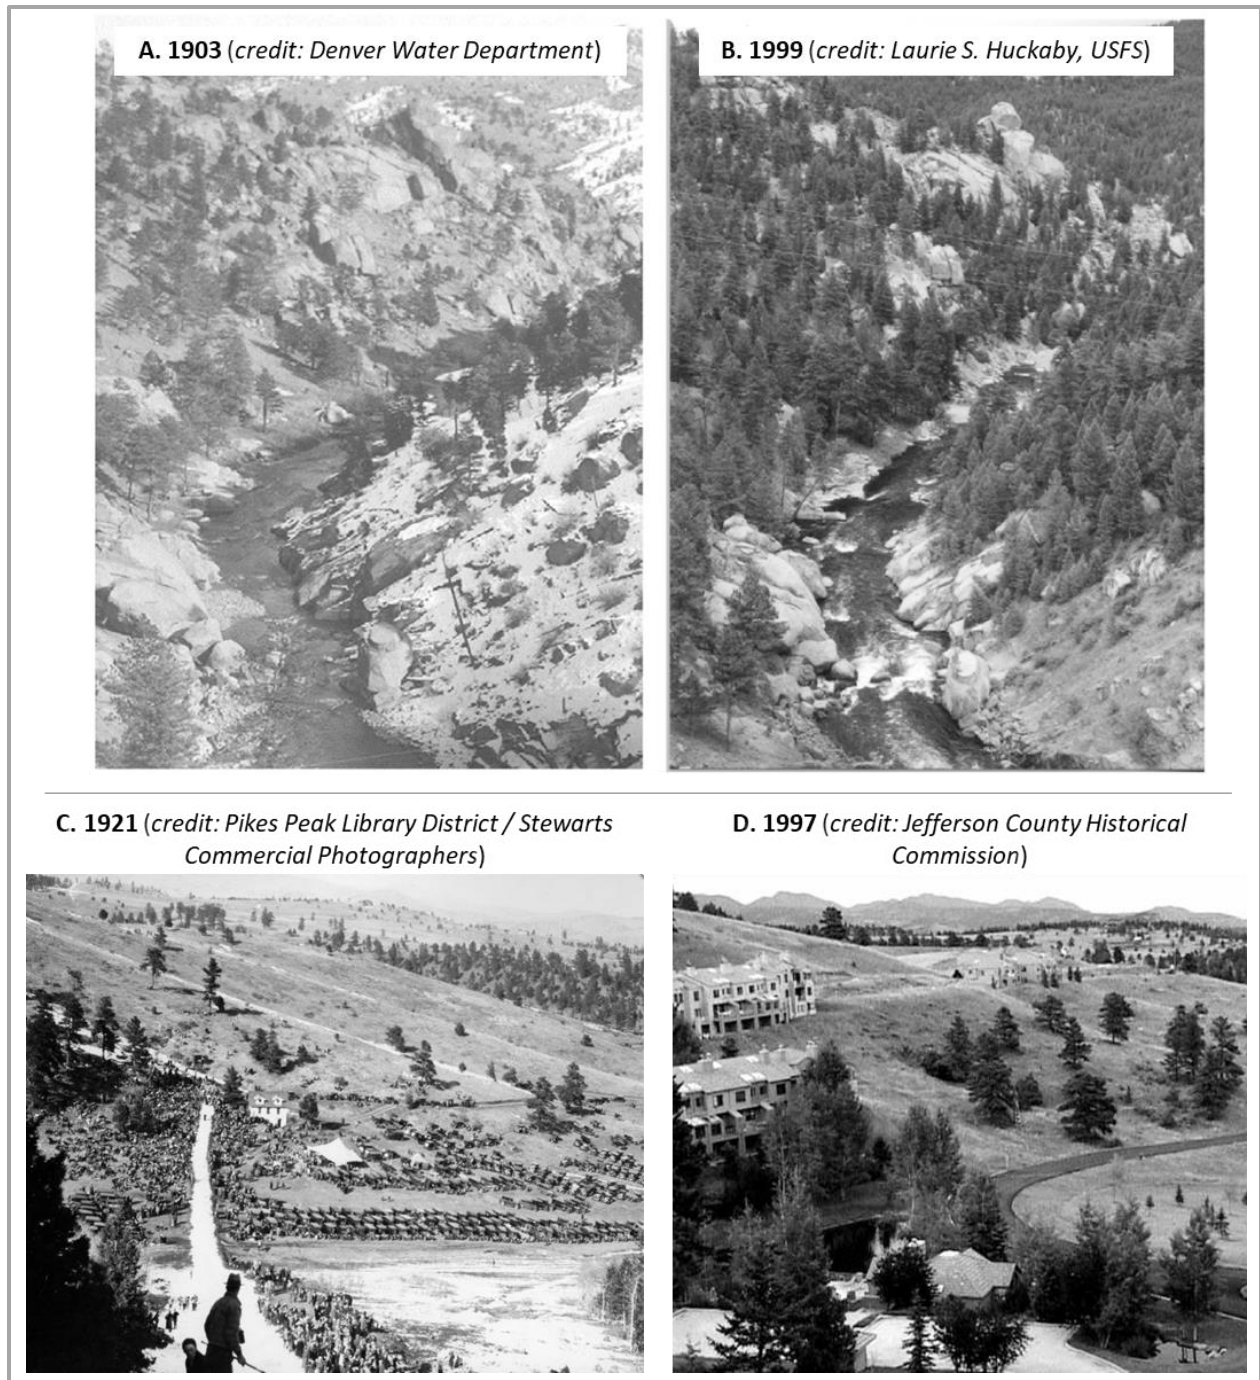 A. 1903 (credit: Denver Water Department)
B. 1999 (credit: Laurie S. Huckaby, USFS)
C. 1921 (credit: Pikes Peak Library District / Stewarts
Commercial Photographers)
D. 1997 (credit: Jefferson County Historical
Commission)